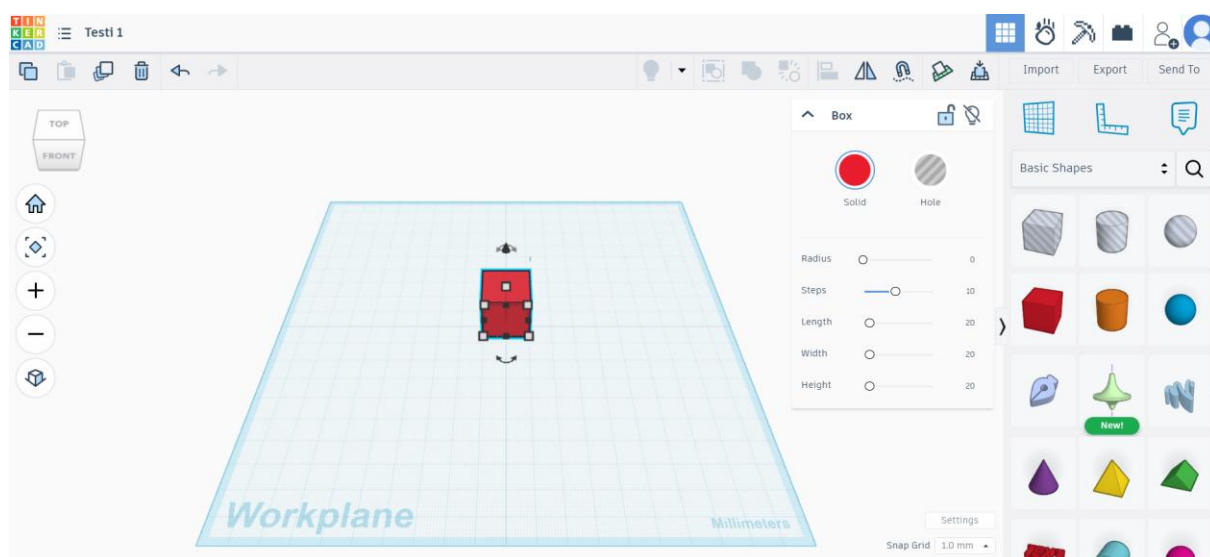 TIN
KER
CAD
Testi 1
Import
Export
Send To
TOP
FRONT
Box
Solid
Hole
Radius
0
Steps
10
Length
20
Width
20
Height
20
Basic Shapes
New!
Workplane
Millimeters
Settings
Snap Grid
1.0 mm